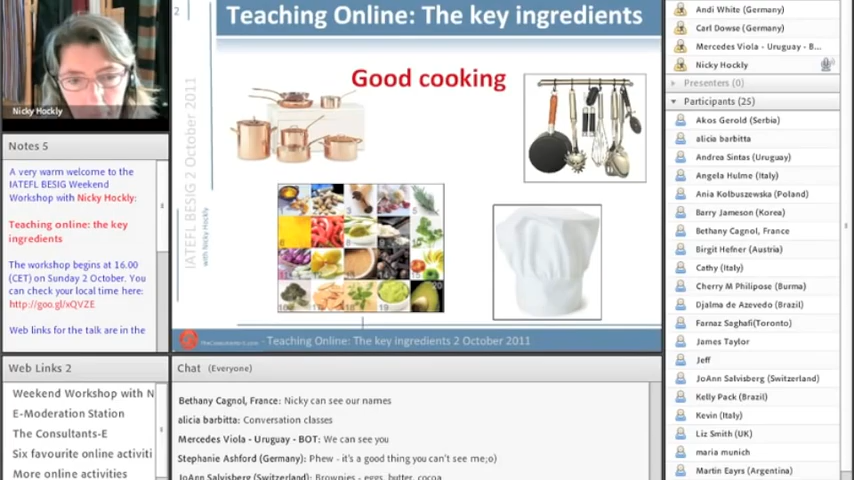 Nicky Hockly
Notes 5
A very warm welcome to the
IATEFL BESIG Weekend
Workshop with Nicky Hockly:
Teaching online: the key
ingredients
The workshop begins at 16.00
(CET) on Sunday 2 October. You
can check your local time here:
http://goo.gl/xQVZE
Web links for the talk are in the
Web Links 2
Weekend Workshop with N
E-Moderation Station
The Consultants-E
Six favourite online activiti
More online activities
2
Teaching Online: The key ingredients
Good cooking
IATEFL BESIG 2 October 2011
with Nicky Hockly
TheConsultants-E.com - Teaching Online: The key ingredients 2 October 2011
Chat (Everyone)
Bethany Cagnol, France: Nicky can see our names
alicia barbitta: Conversation classes
Mercedes Viola - Uruguay - BOT: We can see you
Stephanie Ashford (Germany): Phew - it's a good thing you can't see me;o)
JoAnn Salvisberg (Switzerland): Brownies - eggs, butter, cocoa
Andi White (Germany)
Carl Dowse (Germany)
Mercedes Viola - Uruguay - B...
Nicky Hockly
Presenters (0)
Participants (25)
Akos Gerold (Serbia)
alicia barbitta
Andrea Sintas (Uruguay)
Angela Hulme (Italy)
Ania Kolbuszewska (Poland)
Barry Jameson (Korea)
Bethany Cagnol, France
Birgit Hefner (Austria)
Cathy (Italy)
Cherry M Philipose (Burma)
Djalma de Azevedo (Brazil)
Farnaz Saghafi(Toronto)
James Taylor
Jeff
JoAnn Salvisberg (Switzerland)
Kelly Pack (Brazil)
Kevin (Italy)
Liz Smith (UK)
maria munich
Martin Eayrs (Argentina)